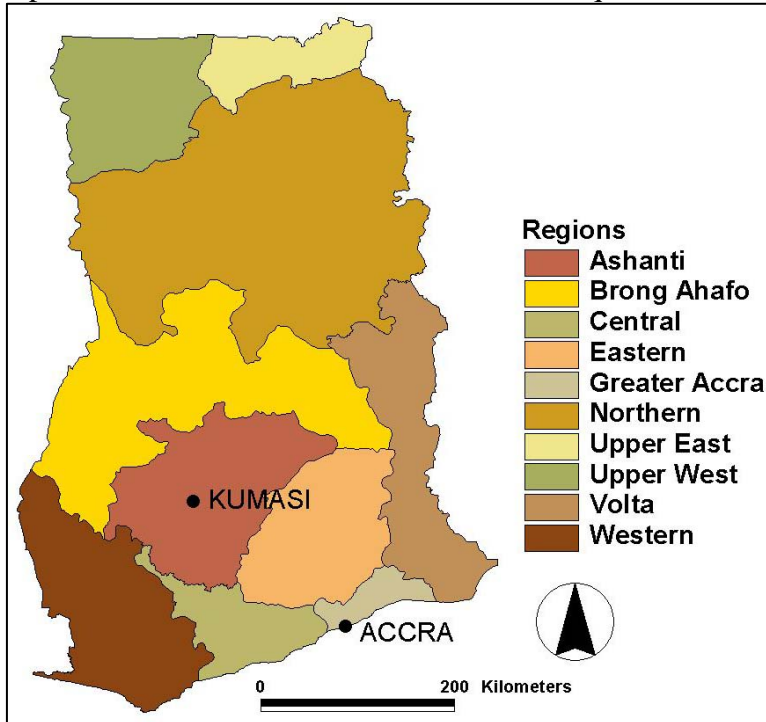 Regions
Ashanti
Brong Ahafo
Central
Eastern
Greater Accra
Northern
Upper East
Upper West
Volta
Western
KUMASI
ACCRA
0 200 Kilometers